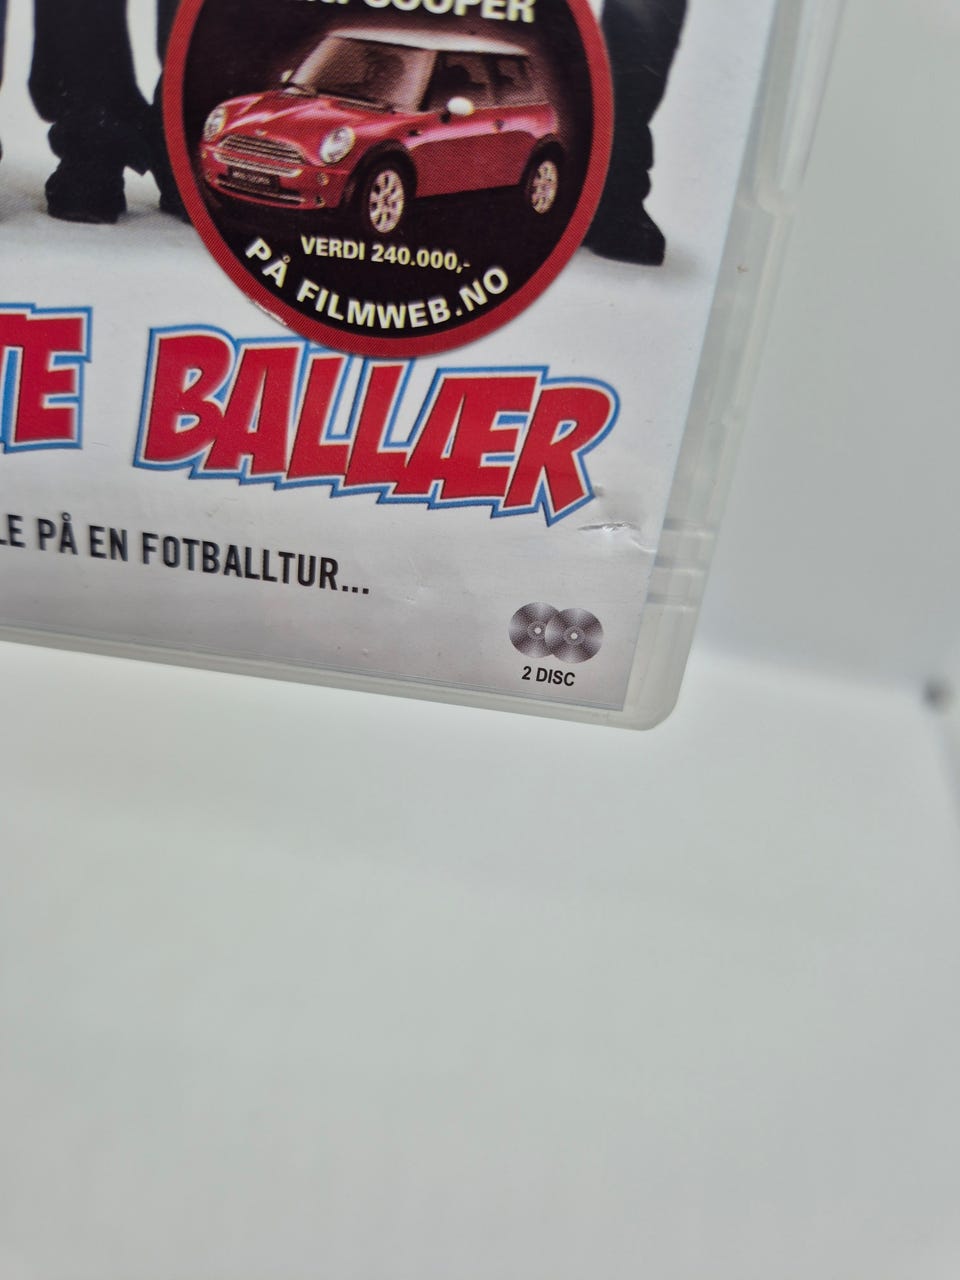 COOPER
VERDI 240.000,-
PÅ FILMWEB.NO
TE BALLÆR
LE PÅ EN FOTBALLTUR...
2 DISC